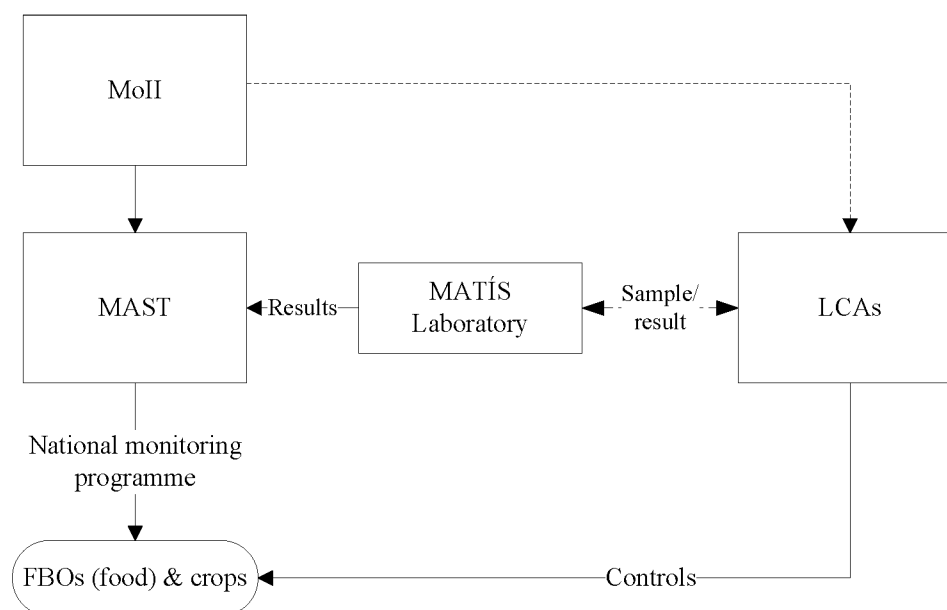 MoII
MAST
Results
MATÍS
Laboratory
Sample/
result
LCAs
National monitoring
programme
FBOs (food) & crops
Controls